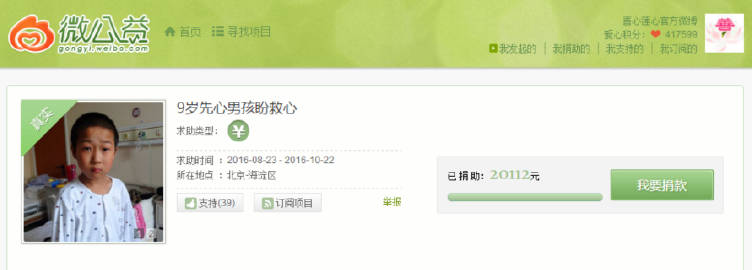 微公益
gongyi.weibo.com
首页 寻找项目
莲心莲心官方微博
爱心积分：417599
我发起的 | 我捐助的 | 我支持的 | 我订阅的
真实
9岁先心男孩盼救心
求助类型：¥
求助时间：2016-08-23 - 2016-10-22
所在地点：北京-海淀区
支持(39) 订阅项目 举报
已捐助：20112元
我要捐款
1 2